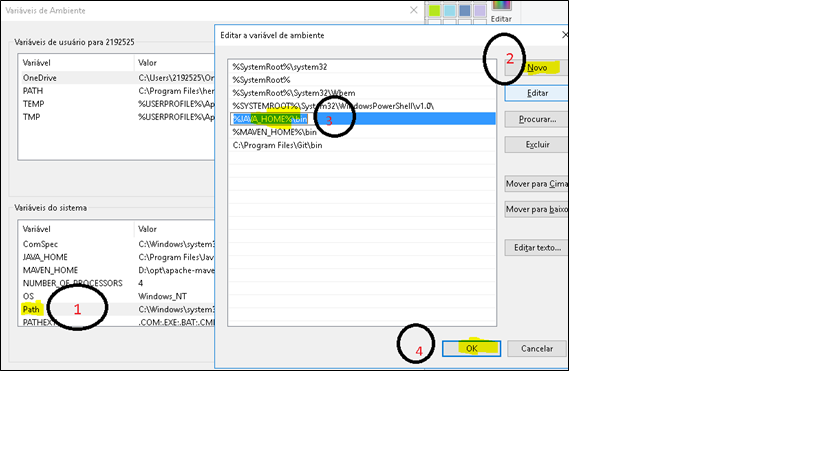 Variáveis de Ambiente
Editar
Variáveis de usuário para 2192525
Variável Valor
OneDrive C:\Users\2192525\On
PATH C:\Program Files\her
TEMP %USERPROFILE%\Ap
TMP %USERPROFILE%\Ap
Variáveis do sistema
Variável Valor
ComSpec C:\Windows\system3
JAVA_HOME C:\Program Files\Jav
MAVEN_HOME D:\opt\apache-mave
NUMBER_OF_PROCESSORS 4
OS Windows_NT
Path C:\Windows\system3
PATHEX .COM;.EXE;.BAT;.CM
1
Editar a variável de ambiente
%SystemRoot%\system32
%SystemRoot%
%SystemRoot%\System32\Wbem
%SYSTEMROOT%\System32\WindowsPowerShell\v1.0\
%JAVA_HOME%\bin
%MAVEN_HOME%\bin
C:\Program Files\Git\bin
3
2
Novo
Editar
Procurar...
Excluir
Mover para Cima
Mover para baixo
Editar texto...
4
OK
Cancelar